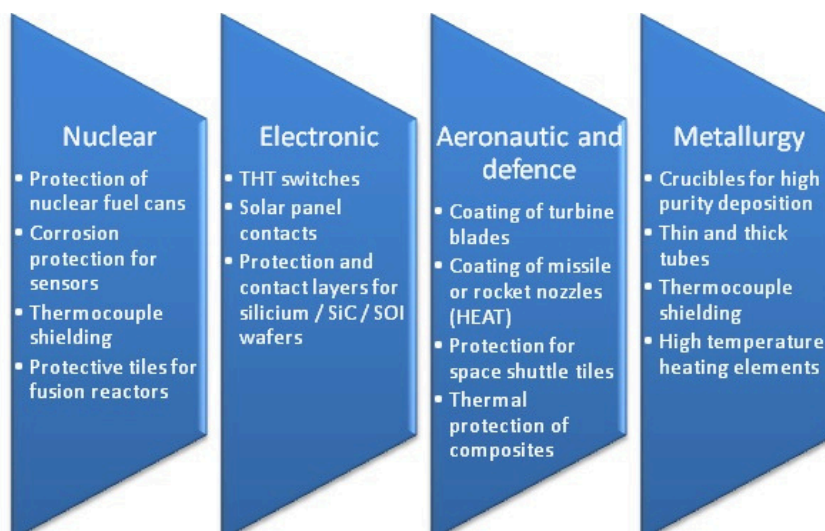 Nuclear
▪ Protection of
nuclear fuel cans
▪ Corrosion
protection for
sensors
▪ Thermocouple
shielding
▪ Protective tiles for
fusion reactors
Electronic
▪ THT switches
▪ Solar panel
contacts
▪ Protection and
contact layers for
silicium / SiC / SOI
wafers
Aeronautic and
defence
▪ Coating of turbine
blades
▪ Coating of missile
or rocket nozzles
(HEAT)
▪ Protection for
space shuttle tiles
▪ Thermal
protection of
composites
Metallurgy
▪ Crucibles for high
purity deposition
▪ Thin and thick
tubes
▪ Thermocouple
shielding
▪ High temperature
heating elements